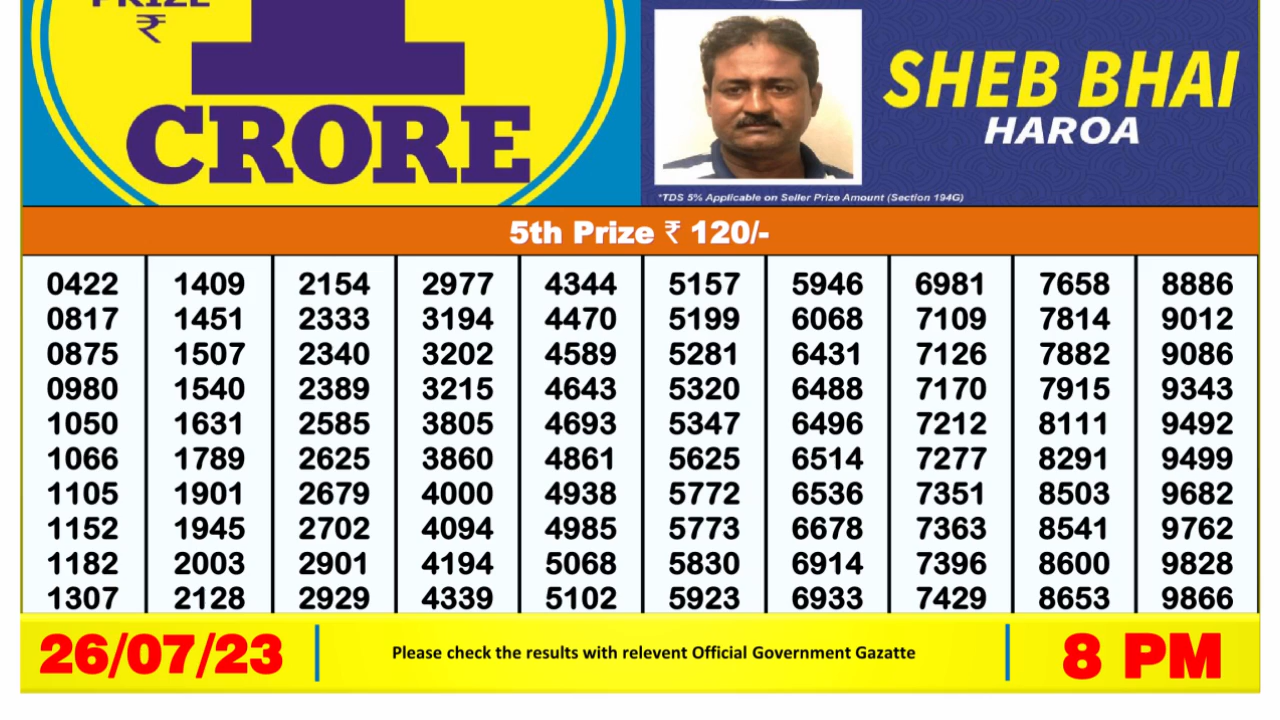 PRIZE
₹
1
CRORE
SHEB BHAI
HAROA
*TDS 5% Applicable on Seller Prize Amount (Section 194G)
5th Prize ₹ 120/-
0422 1409 2154 2977 4344 5157 5946 6981 7658 8886
0817 1451 2333 3194 4470 5199 6068 7109 7814 9012
0875 1507 2340 3202 4589 5281 6431 7126 7882 9086
0980 1540 2389 3215 4643 5320 6488 7170 7915 9343
1050 1631 2585 3805 4693 5347 6496 7212 8111 9492
1066 1789 2625 3860 4861 5625 6514 7277 8291 9499
1105 1901 2679 4000 4938 5772 6536 7351 8503 9682
1152 1945 2702 4094 4985 5773 6678 7363 8541 9762
1182 2003 2901 4194 5068 5830 6914 7396 8600 9828
1307 2128 2929 4339 5102 5923 6933 7429 8653 9866
26/07/23 Please check the results with relevent Official Government Gazatte 8 PM